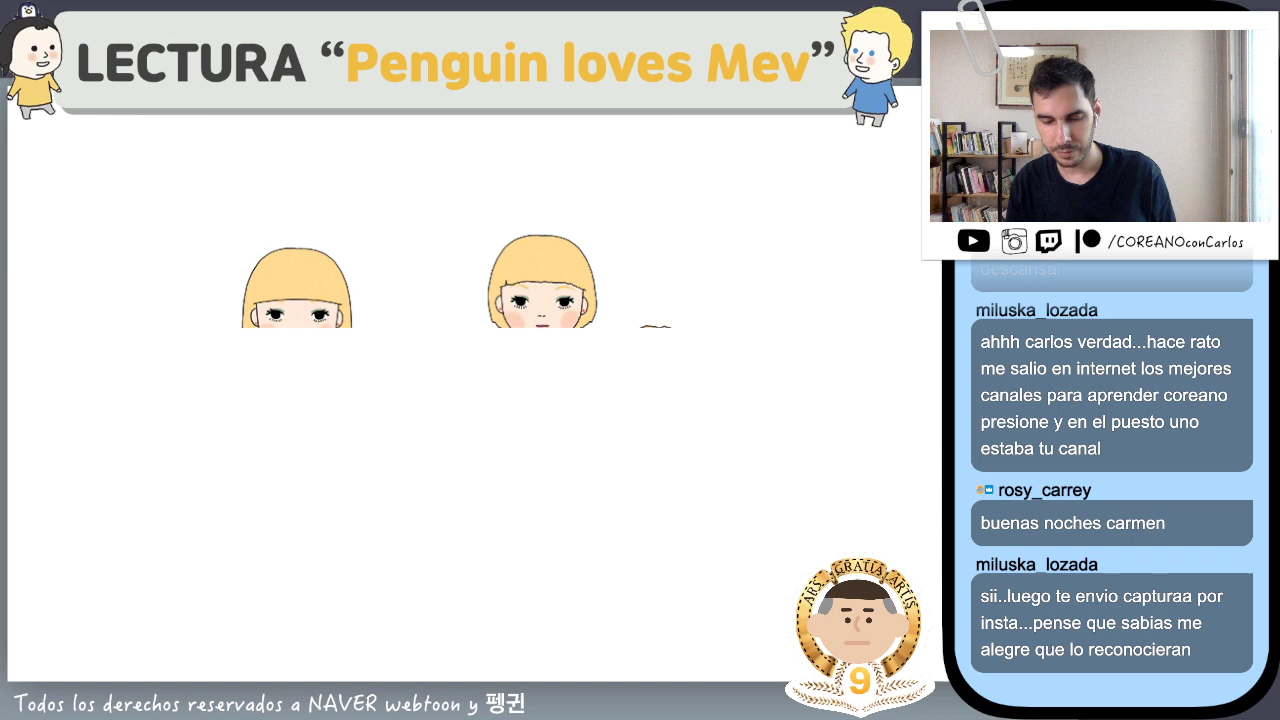 LECTURA “Penguin loves Mev”
/COREANOconCarlos
descansa!
miluska_lozada
ahhh carlos verdad...hace rato
me salio en internet los mejores
canales para aprender coreano
presione y en el puesto uno
estaba tu canal
rosy_carrey
buenas noches carmen
miluska_lozada
sii..luego te envio capturaa por
insta...pense que sabias me
alegre que lo reconocieran
ARS GRATIA ARTIS
9
Todos los derechos reservados a NAVER webtoon y 펭귄